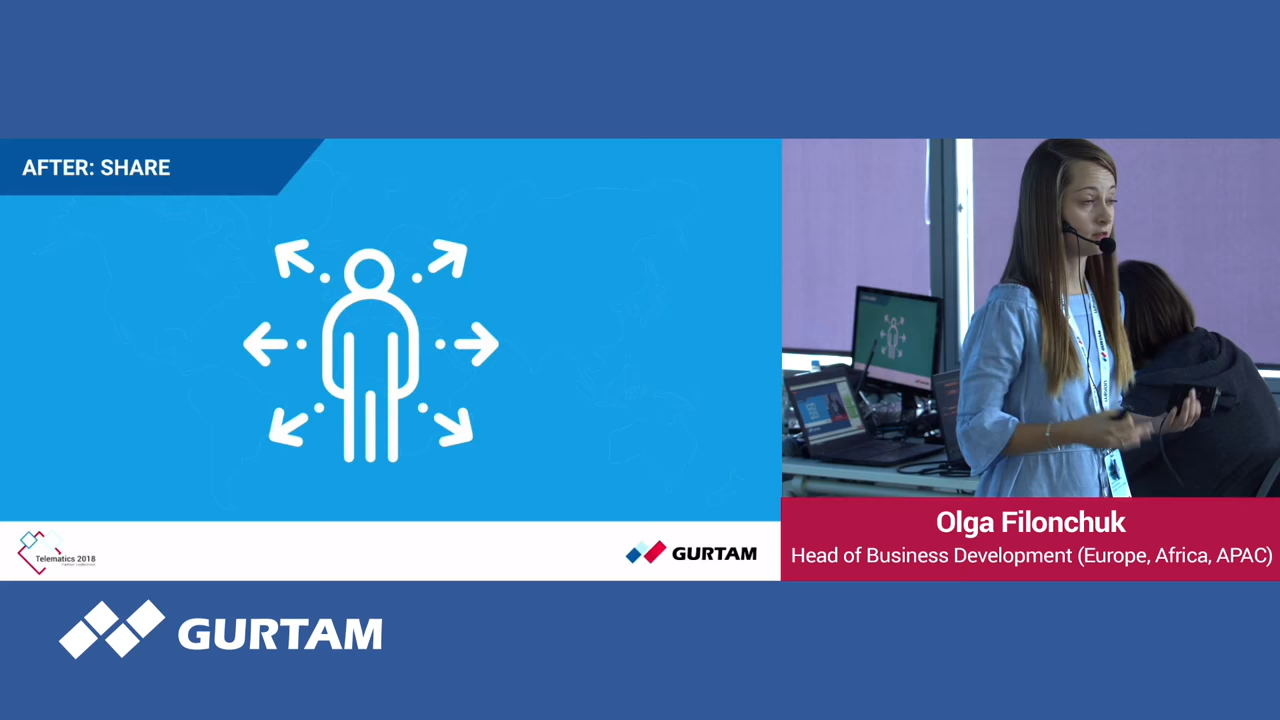 AFTER: SHARE
Telematics 2018
GURTAM
Olga Filonchuk
Head of Business Development (Europe, Africa, APAC)
GURTAM